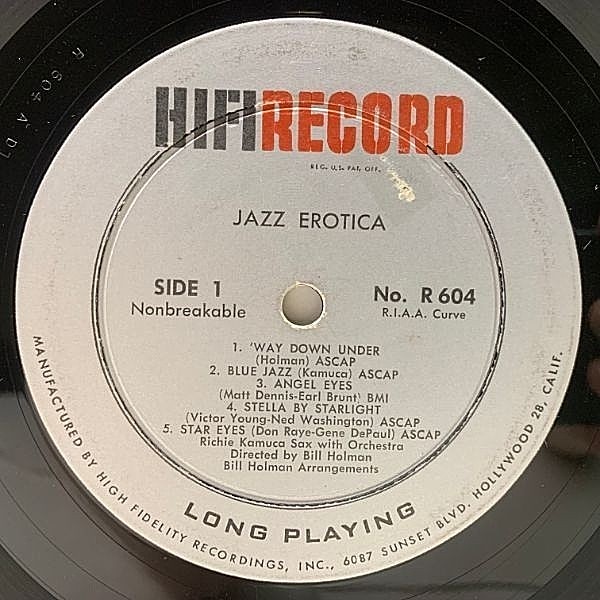 HIFIRECORD
REG. U.S. PAT. OFF.
JAZZ EROTICA
SIDE 1
Nonbreakable
No. R 604
R.I.A.A. Curve
1. 'WAY DOWN UNDER
(Holman) ASCAP
2. BLUE JAZZ (Kamuca) ASCAP
3. ANGEL EYES
(Matt Dennis-Earl Brunt) BMI
4. STELLA BY STARLIGHT
(Victor Young-Ned Washington) ASCAP
5. STAR EYES (Don Raye-Gene DePaul) ASCAP
Richie Kamuca Sax with Orchestra
Directed by Bill Holman
Bill Holman Arrangements
LONG PLAYING
MANUFACTURED BY HIGH FIDELITY RECORDINGS, INC., 6087 SUNSET BLVD. HOLLYWOOD 28, CALIF.